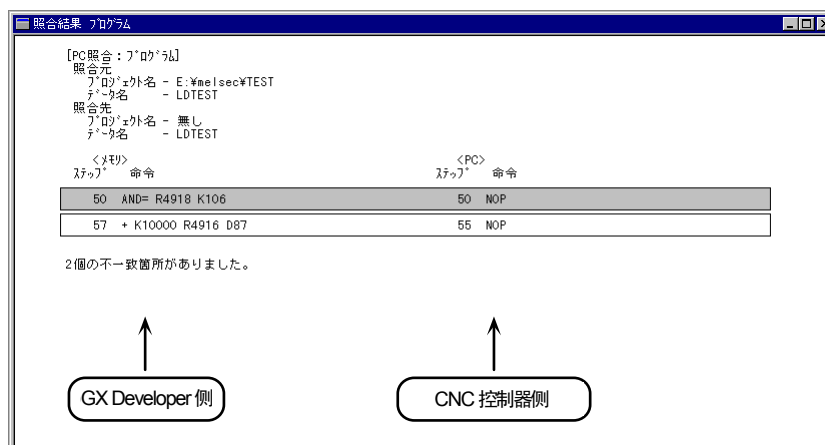 照合結果 ﾌﾟﾛｸﾞﾗﾑ
[PC照合：ﾌﾟﾛｸﾞﾗﾑ]
照合元
ﾌﾟﾛｼﾞｪｸﾄ名 - E:¥melsec¥TEST
ﾃﾞｰﾀ名 - LDTEST
照合先
ﾌﾟﾛｼﾞｪｸﾄ名 - 無し
ﾃﾞｰﾀ名 - LDTEST
<ﾒﾓﾘ> <PC>
ｽﾃｯﾌﾟ 命令 ｽﾃｯﾌﾟ 命令
50 AND= R4918 K106 50 NOP
57 + K10000 R4916 D87 55 NOP
2個の不一致箇所がありました。
GX Developer 側 CNC 控制器側